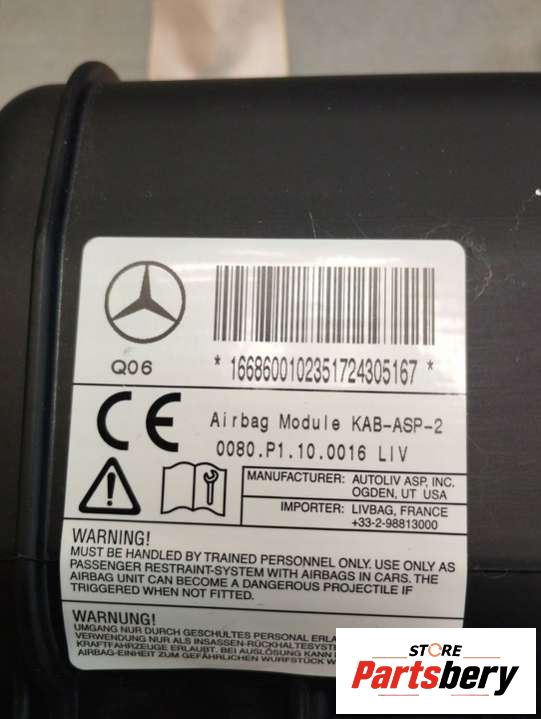 Q06
* 1668600102351724305167 *
CE
Airbag Module KAB-ASP-2
0080.P1.10.0016 LIV
MANUFACTURER: AUTOLIV ASP, INC.
OGDEN, UT USA
IMPORTER: LIVBAG, FRANCE
+33-2-98813000
WARNING!
MUST BE HANDLED BY TRAINED PERSONNEL ONLY. USE ONLY AS
PASSENGER RESTRAINT-SYSTEM WITH AIRBAGS IN CARS. THE
AIRBAG UNIT CAN BECOME A DANGEROUS PROJECTILE IF
TRIGGERED WHEN NOT FITTED.
WARNUNG!
UMGANG NUR DURCH GESCHULTES PERSONAL
VERWENDUNG NUR ALS INSASSEN-RÜCKHALTESYSTEM
KRAFTFAHRZEUGEN ERLAUBT. BEI AUSLÖSUNG KANN
AIRBAG-EINHEIT ZUM GEFÄHRLICHEN WURFSTÜCK
STORE
Partsbery